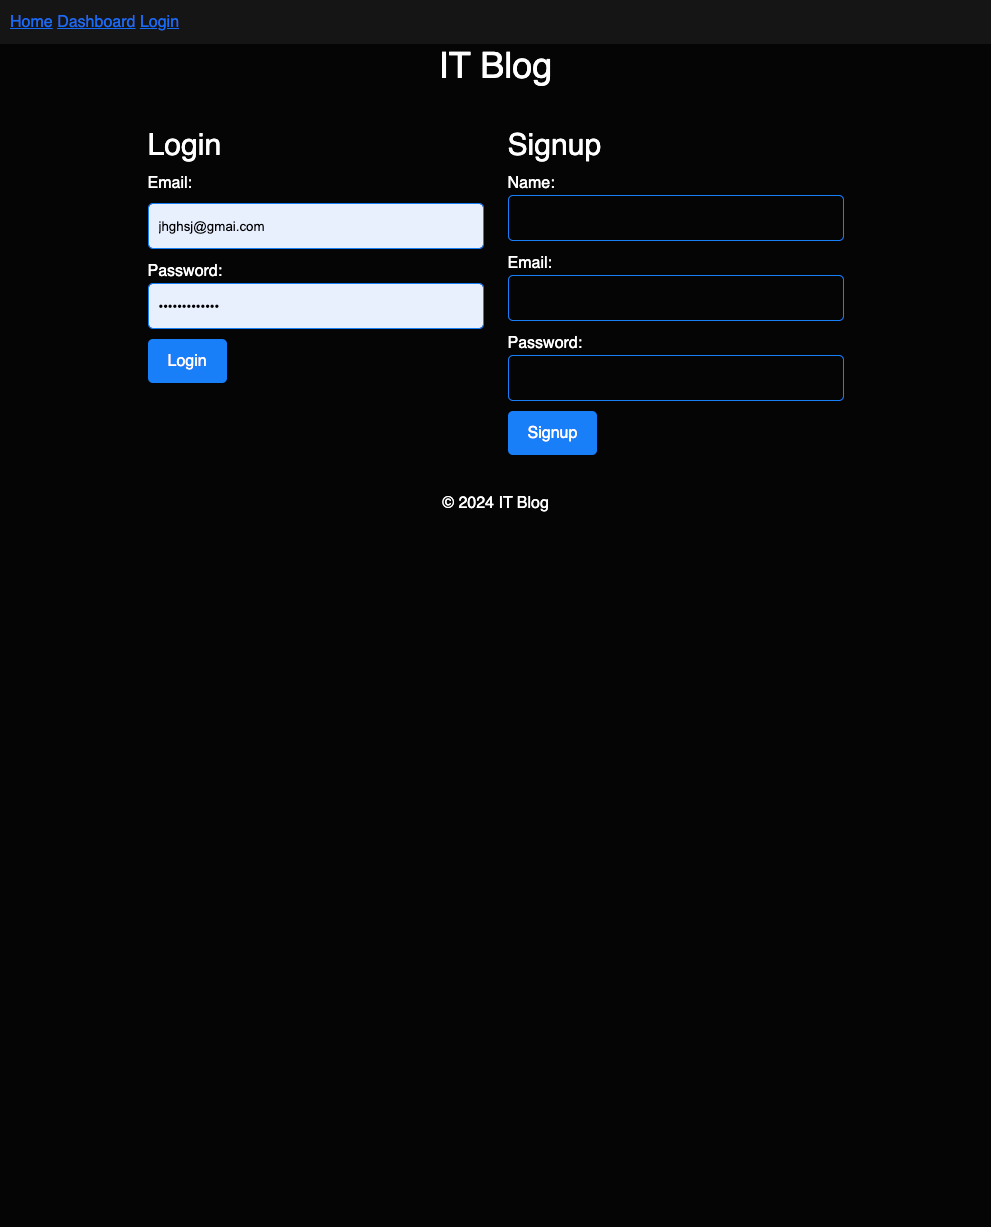 Home Dashboard Login
IT Blog
Login
Email:
jhghsj@gmai.com
Password:
•••••••••••••
Login
Signup
Name:
Email:
Password:
Signup
© 2024 IT Blog